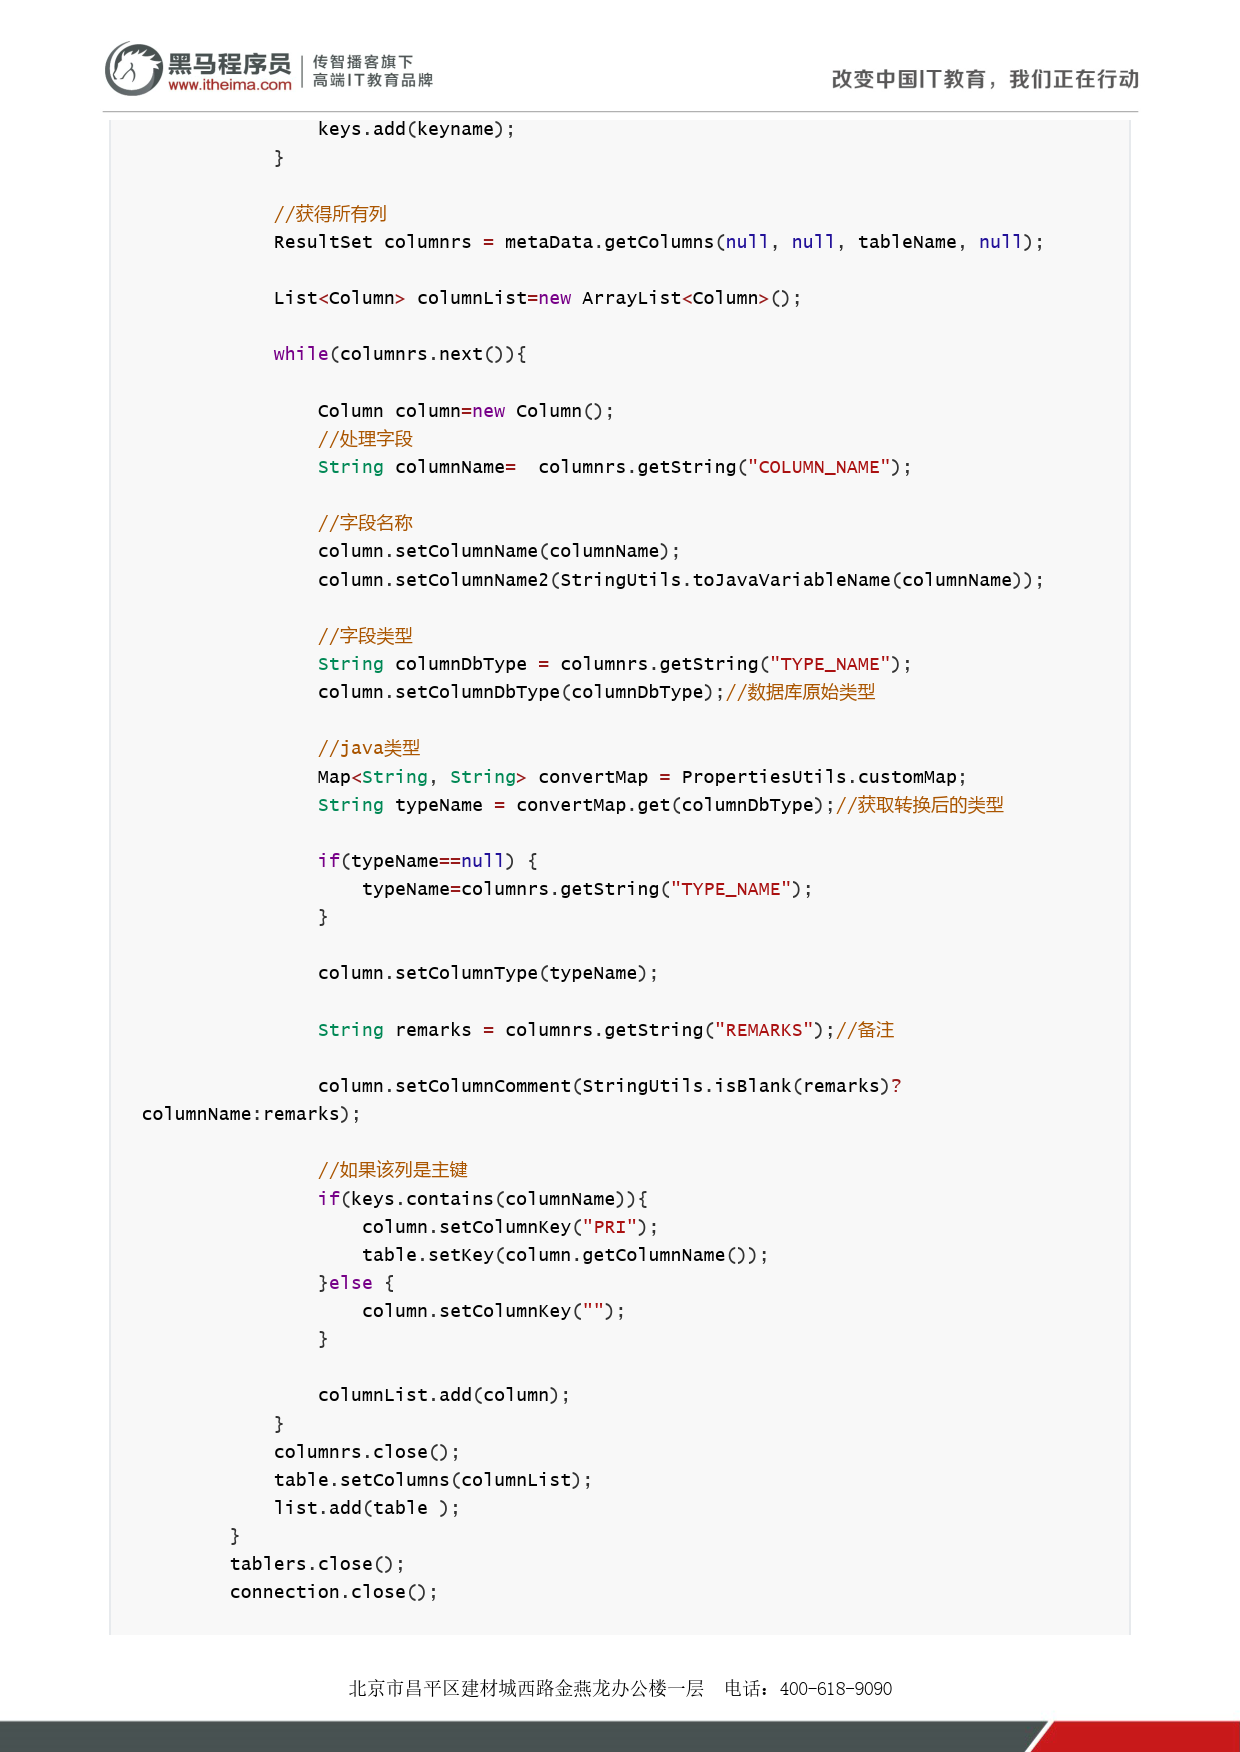 黑马程序员
www.itheima.com
传智播客旗下
高端IT教育品牌
改变中国IT教育，我们正在行动
                keys.add(keyname);
            }

            //获得所有列
            ResultSet columnrs = metaData.getColumns(null, null, tableName, null);

            List<Column> columnList=new ArrayList<Column>();

            while(columnrs.next()){

                Column column=new Column();
                //处理字段
                String columnName=  columnrs.getString("COLUMN_NAME");

                //字段名称
                column.setColumnName(columnName);
                column.setColumnName2(StringUtils.toJavaVariableName(columnName));

                //字段类型
                String columnDbType = columnrs.getString("TYPE_NAME");
                column.setColumnDbType(columnDbType);//数据库原始类型

                //java类型
                Map<String, String> convertMap = PropertiesUtils.customMap;
                String typeName = convertMap.get(columnDbType);//获取转换后的类型

                if(typeName==null) {
                    typeName=columnrs.getString("TYPE_NAME");
                }

                column.setColumnType(typeName);

                String remarks = columnrs.getString("REMARKS");//备注

                column.setColumnComment(StringUtils.isBlank(remarks)?
columnName:remarks);

                //如果该列是主键
                if(keys.contains(columnName)){
                    column.setColumnKey("PRI");
                    table.setKey(column.getColumnName());
                }else {
                    column.setColumnKey("");
                }

                columnList.add(column);
            }
            columnrs.close();
            table.setColumns(columnList);
            list.add(table );
        }
        tablers.close();
        connection.close();
北京市昌平区建材城西路金燕龙办公楼一层　电话：400-618-9090